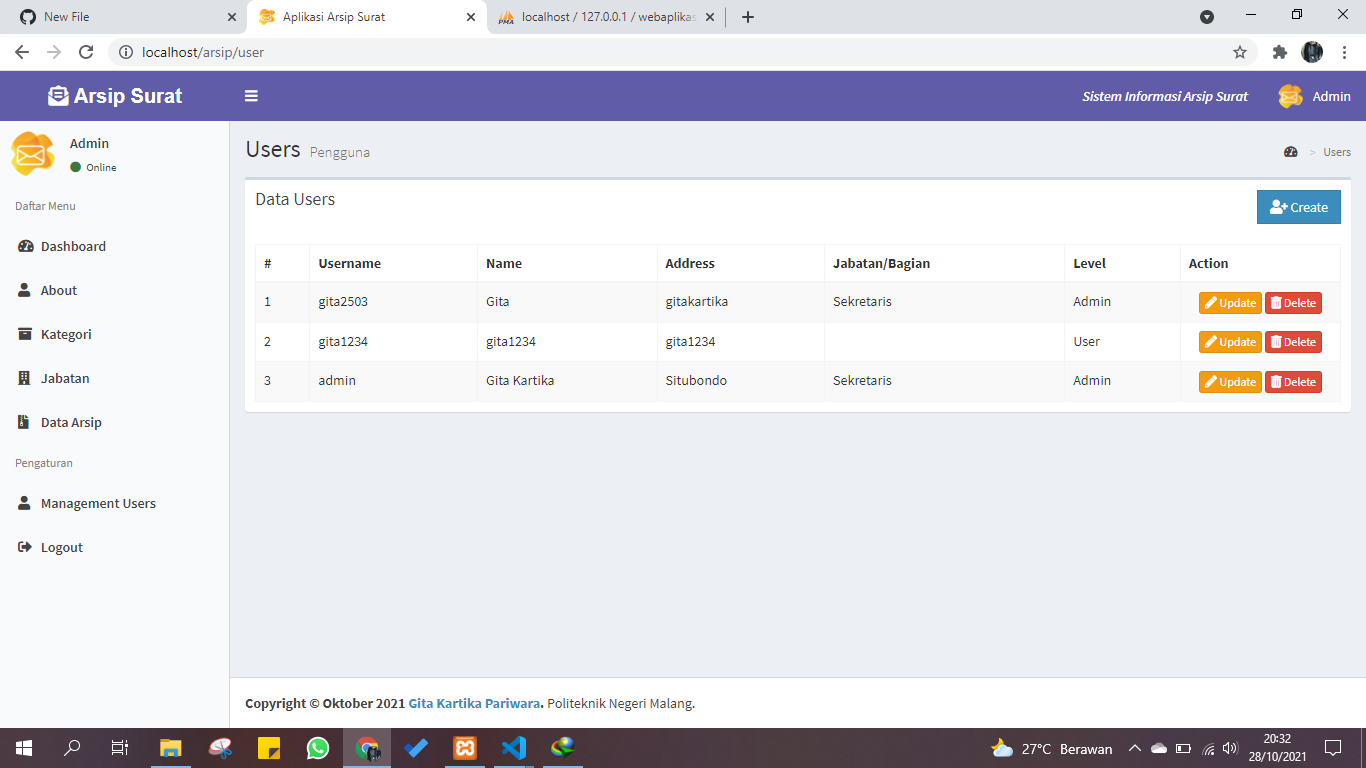 New File
Aplikasi Arsip Surat
localhost / 127.0.0.1 / webaplikas
localhost/arsip/user
Arsip Surat
Sistem Informasi Arsip Surat
Admin
Admin
Online
Daftar Menu
Dashboard
About
Kategori
Jabatan
Data Arsip
Pengaturan
Management Users
Logout
Users Pengguna
> Users
Data Users
Create
# Username Name Address Jabatan/Bagian Level Action
1 gita2503 Gita gitakartika Sekretaris Admin Update Delete
2 gita1234 gita1234 gita1234 User Update Delete
3 admin Gita Kartika Situbondo Sekretaris Admin Update Delete
Copyright © Oktober 2021 Gita Kartika Pariwara. Politeknik Negeri Malang.
27°C Berawan
20:32
28/10/2021